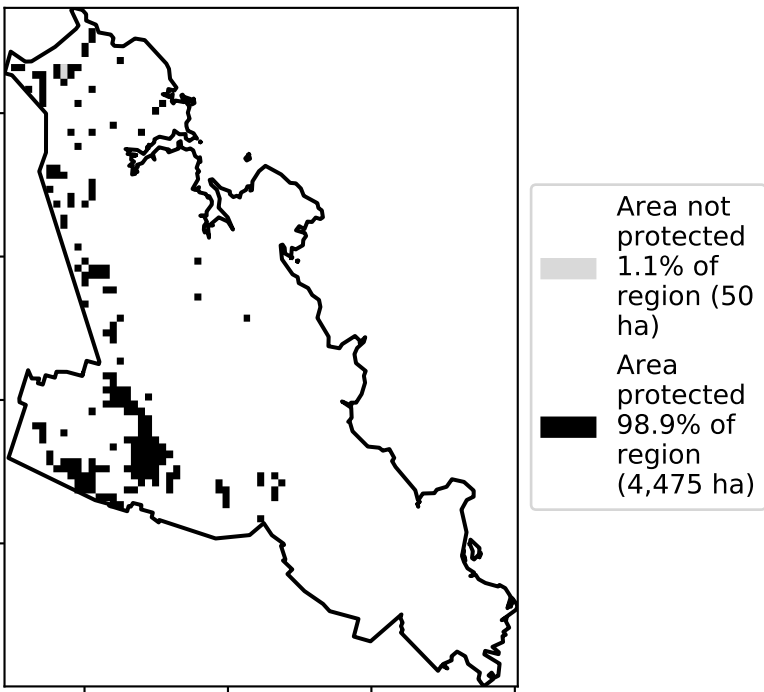 Area not
protected
1.1% of
region (50
ha)
Area
protected
98.9% of
region
(4,475 ha)